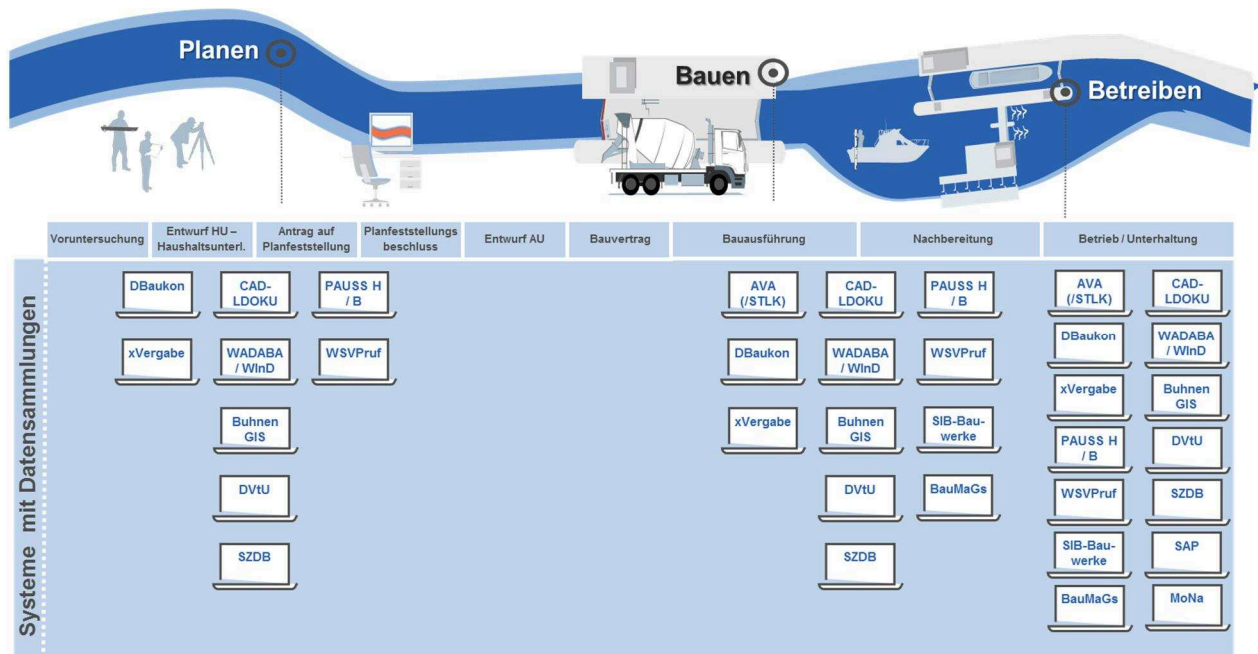 Planen
Bauen
Betreiben
Voruntersuchung
Entwurf HU –
Haushaltsunterl.
Antrag auf
Planfeststellung
Planfeststellungs
beschluss
Entwurf AU
Bauvertrag
Bauausführung
Nachbereitung
Betrieb / Unterhaltung
Systeme mit Datensammlungen
DBaukon
CAD-
LDOKU
PAUSS H
/ B
xVergabe
WADABA
/ WInD
WSVPruf
Buhnen
GIS
DVtU
SZDB
AVA
(/STLK)
CAD-
LDOKU
PAUSS H
/ B
DBaukon
WADABA
/ WInD
WSVPruf
xVergabe
Buhnen
GIS
SIB-Bau-
werke
DVtU
BauMaGs
SZDB
AVA
(/STLK)
CAD-
LDOKU
DBaukon
WADABA
/ WInD
xVergabe
Buhnen
GIS
PAUSS H
/ B
DVtU
WSVPruf
SZDB
SIB-Bau-
werke
SAP
BauMaGs
MoNa